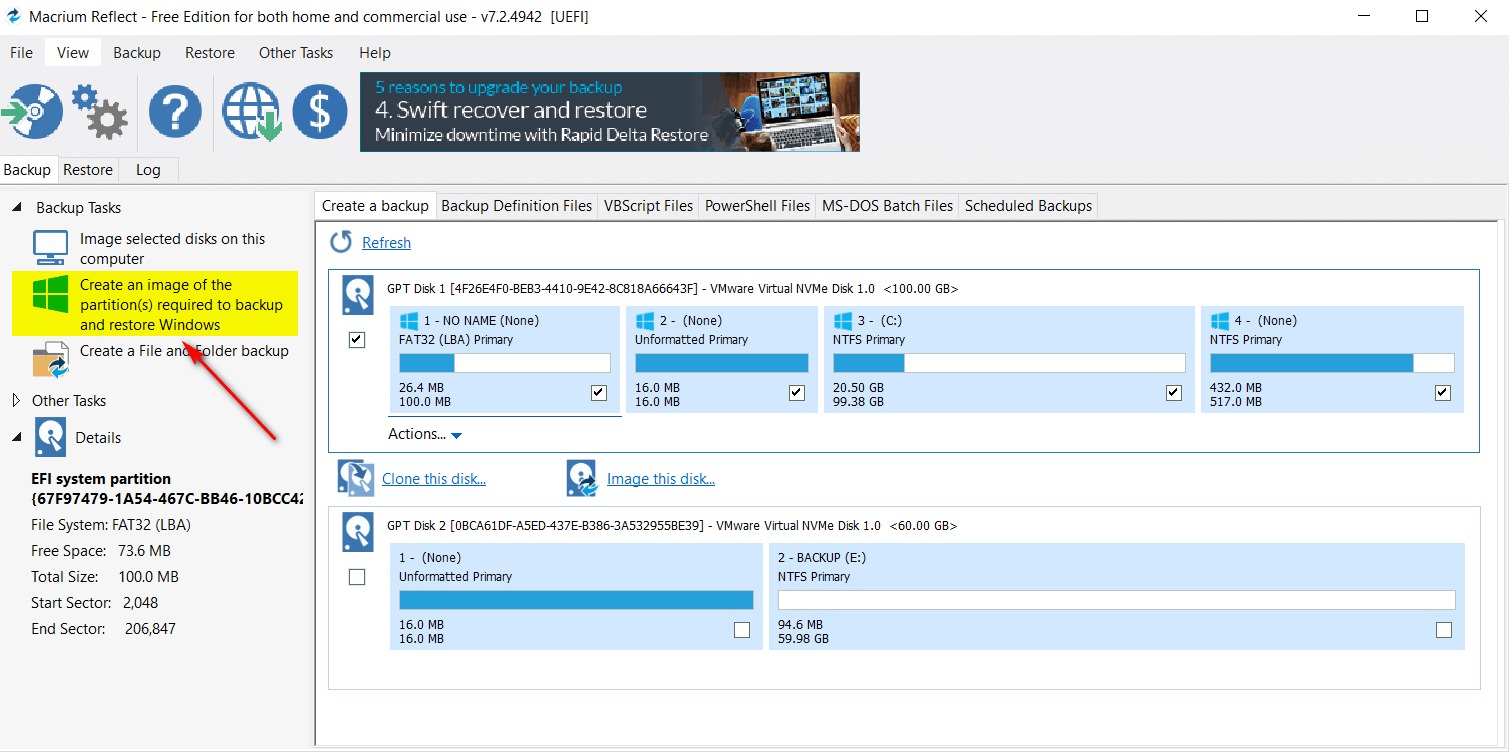 Macrium Reflect - Free Edition for both home and commercial use - v7.2.4942 [UEFI]
File View Backup Restore Other Tasks Help
5 reasons to upgrade your backup
4. Swift recover and restore
Minimize downtime with Rapid Delta Restore
Backup Restore Log
Backup Tasks
Image selected disks on this
computer
Create an image of the
partition(s) required to backup
and restore Windows
Create a File and Folder backup
Other Tasks
Details
EFI system partition
{67F97479-1A54-467C-BB46-10BCC42
File System: FAT32 (LBA)
Free Space: 73.6 MB
Total Size: 100.0 MB
Start Sector: 2,048
End Sector: 206,847
Create a backup Backup Definition Files VBScript Files PowerShell Files MS-DOS Batch Files Scheduled Backups
Refresh
GPT Disk 1 [4F26E4F0-BEB3-4410-9E42-8C818A66643F] - VMware Virtual NVMe Disk 1.0 <100.00 GB>
1 - NO NAME (None)
FAT32 (LBA) Primary
26.4 MB
100.0 MB
2 - (None)
Unformatted Primary
16.0 MB
16.0 MB
3 - (C:)
NTFS Primary
20.50 GB
99.38 GB
4 - (None)
NTFS Primary
432.0 MB
517.0 MB
Actions...
Clone this disk... Image this disk...
GPT Disk 2 [0BCA61DF-A5ED-437E-B386-3A532955BE39] - VMware Virtual NVMe Disk 1.0 <60.00 GB>
1 - (None)
Unformatted Primary
16.0 MB
16.0 MB
2 - BACKUP (E:)
NTFS Primary
94.6 MB
59.98 GB